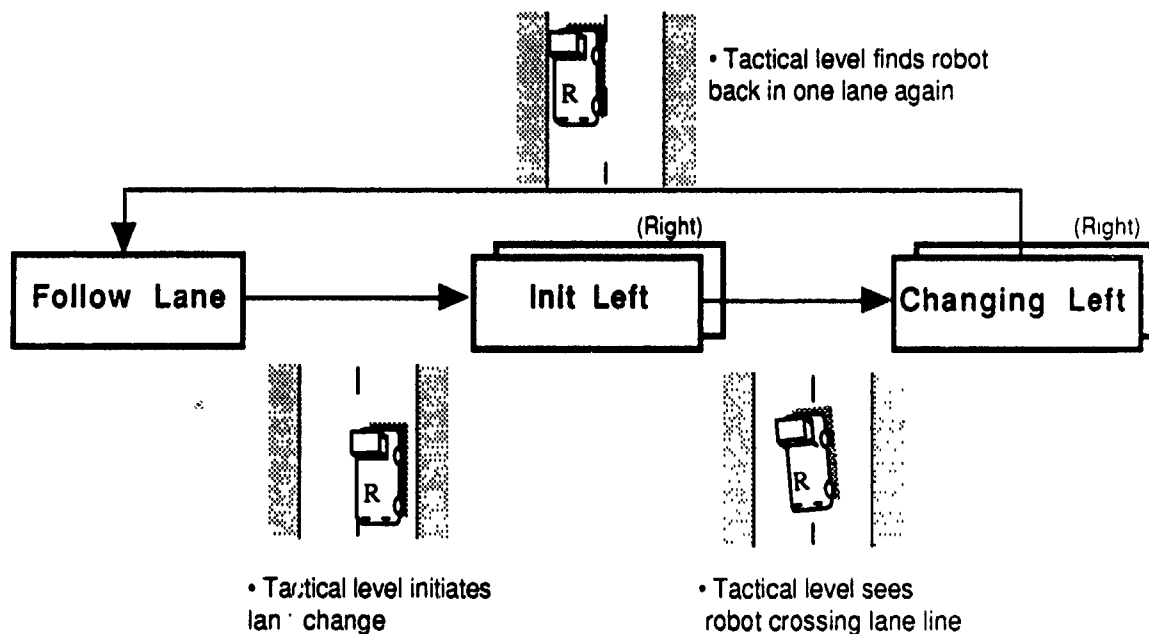 • Tactical level finds robot
back in one lane again
R
(Right)
(Right)
Follow Lane
Init Left
Changing Left
R
R
• Tactical level initiates
change
• Tactical level sees
robot crossing lane line